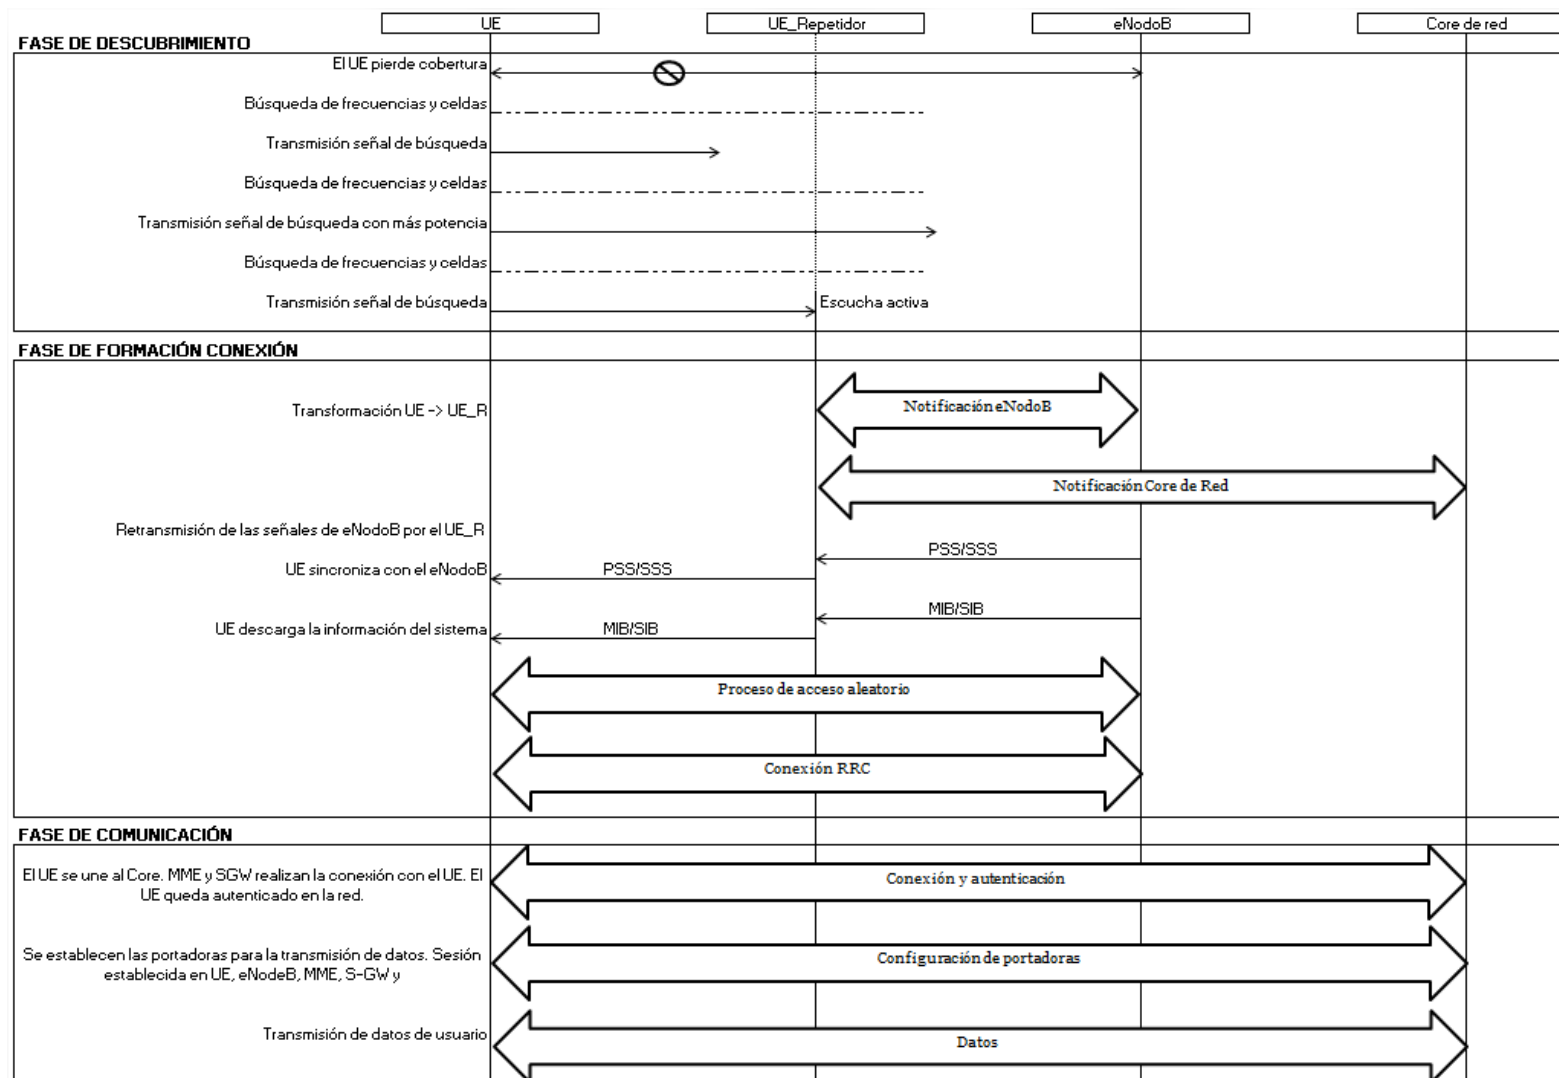 UE
UE_Repetidor
eNodoB
Core de red
FASE DE DESCUBRIMIENTO
El UE pierde cobertura
Búsqueda de frecuencias y celdas
Transmisión señal de búsqueda
Búsqueda de frecuencias y celdas
Transmisión señal de búsqueda con más potencia
Búsqueda de frecuencias y celdas
Transmisión señal de búsqueda
Escucha activa
FASE DE FORMACIÓN CONEXIÓN
Transformación UE -> UE_R
Notificación eNodoB
Notificación Core de Red
Retransmisión de las señales de eNodoB por el UE_R
PSS/SSS
UE sincroniza con el eNodoB
PSS/SSS
MIB/SIB
UE descarga la información del sistema
MIB/SIB
Proceso de acceso aleatorio
Conexión RRC
FASE DE COMUNICACIÓN
El UE se une al Core. MME y SGW realizan la conexión con el UE. El
UE queda autenticado en la red.
Conexión y autenticación
Se establecen las portadoras para la transmisión de datos. Sesión
establecida en UE, eNodeB, MME, S-GW y
Configuración de portadoras
Transmisión de datos de usuario
Datos